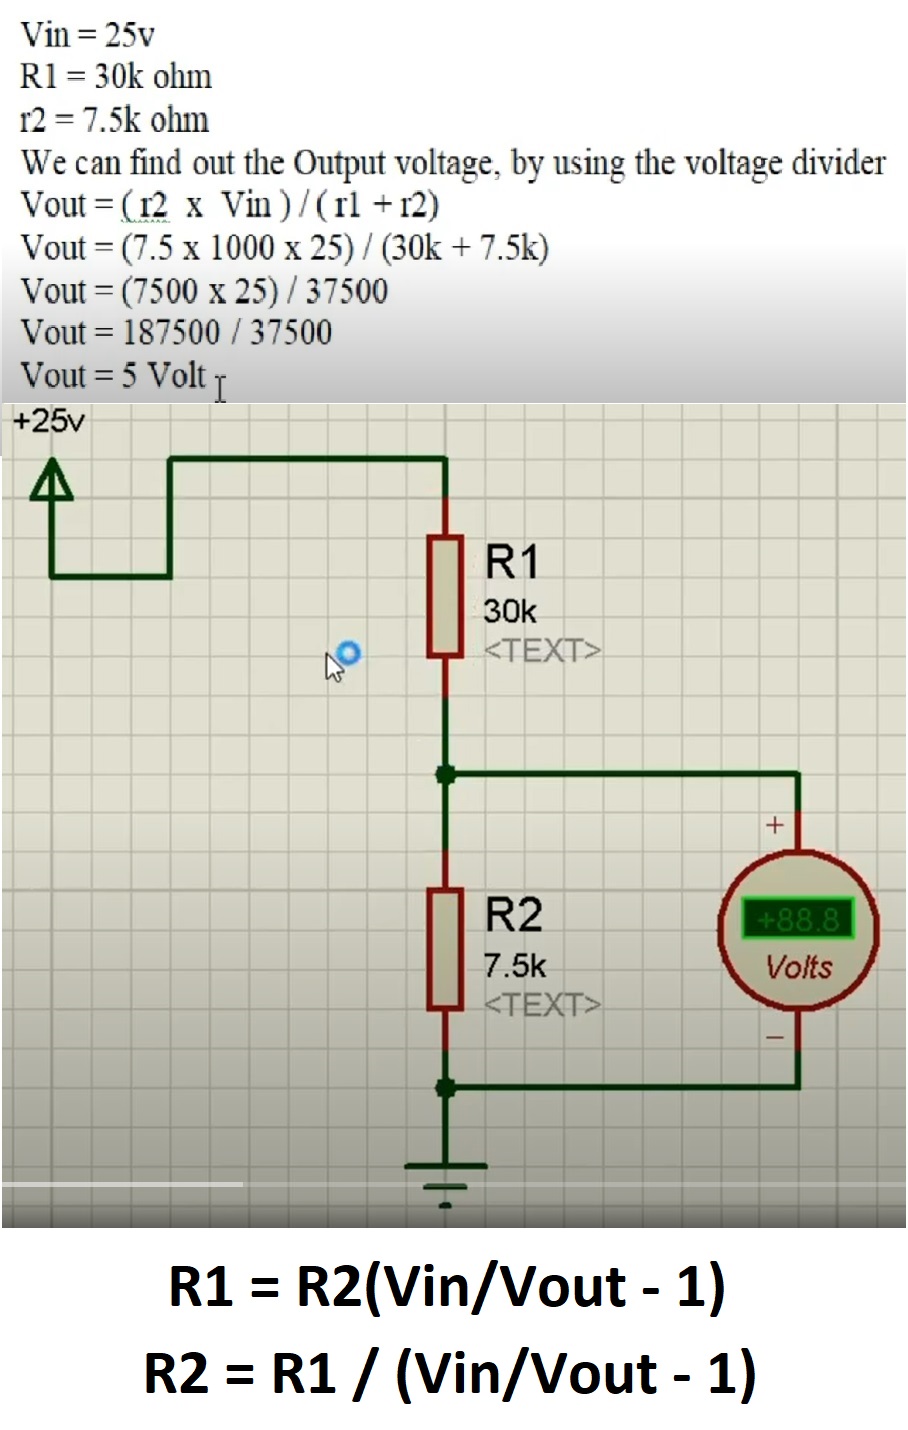 Vin = 25v
R1 = 30k ohm
r2 = 7.5k ohm
We can find out the Output voltage, by using the voltage divider
Vout = ( r2 x Vin ) / ( r1 + r2)
Vout = (7.5 x 1000 x 25) / (30k + 7.5k)
Vout = (7500 x 25) / 37500
Vout = 187500 / 37500
Vout = 5 Volt
+25v
R1
30k
<TEXT>
+
R2
+88.8
7.5k
Volts
<TEXT>
−
R1 = R2(Vin/Vout - 1)
R2 = R1 / (Vin/Vout - 1)